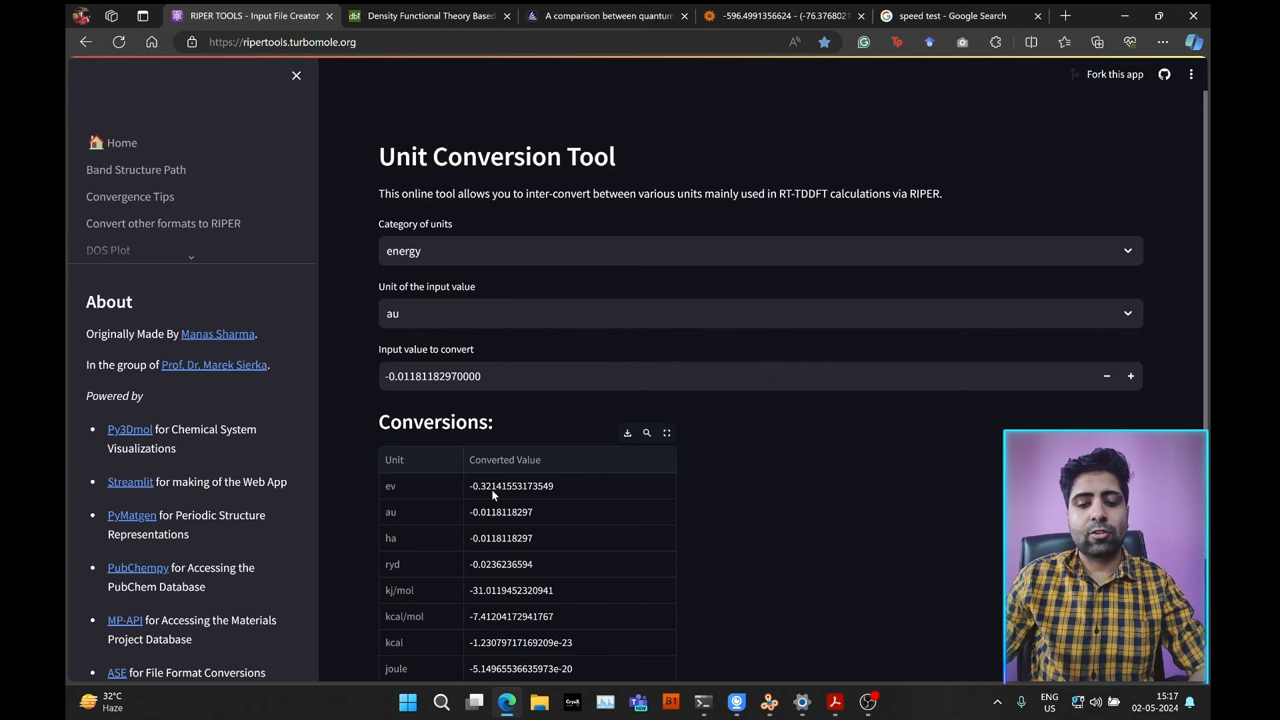 RIPER TOOLS - Input File Creator
Density Functional Theory Based
A comparison between quantum
-596.4991356624 - (-76.3768021
speed test - Google Search
https://ripertools.turbomole.org
Fork this app
Home
Band Structure Path
Convergence Tips
Convert other formats to RIPER
DOS Plot
About
Originally Made By Manas Sharma.
In the group of Prof. Dr. Marek Sierka.
Powered by
Py3Dmol for Chemical System
Visualizations
Streamlit for making of the Web App
PyMatgen for Periodic Structure
Representations
PubChempy for Accessing the
PubChem Database
MP-API for Accessing the Materials
Project Database
ASE for File Format Conversions
Unit Conversion Tool
This online tool allows you to inter-convert between various units mainly used in RT-TDDFT calculations via RIPER.
Category of units
energy
Unit of the input value
au
Input value to convert
-0.01181182970000
Conversions:
Unit Converted Value
ev -0.32141553173549
au -0.0118118297
ha -0.0118118297
ryd -0.0236236594
kj/mol -31.0119452320941
kcal/mol -7.41204172941767
kcal -1.23079717169209e-23
joule -5.14965536635973e-20
32°C
Haze
ENG
US
15:17
02-05-2024